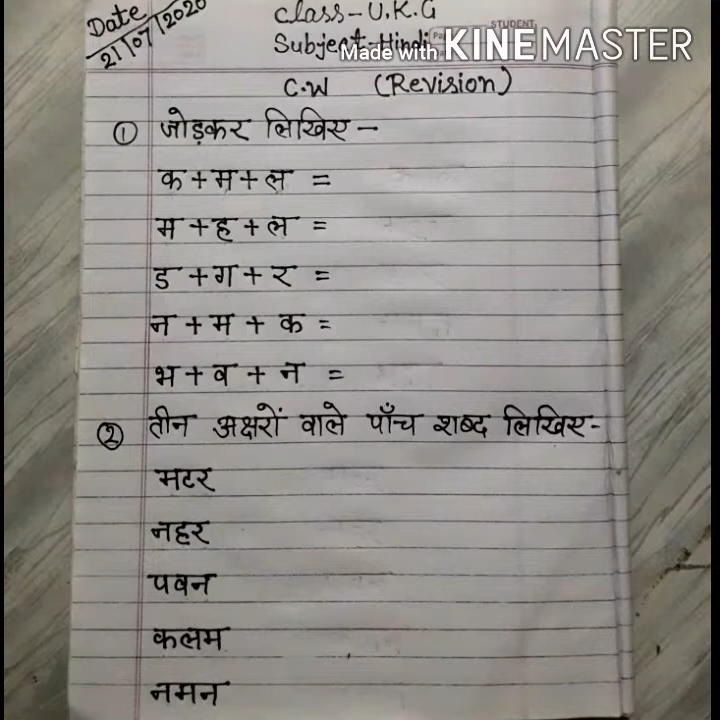 Date
21/07/2020
Class-U.K.G
STUDENT
Subject-Hindi
Made with KINEMASTER
C.W (Revision)
① जोड़कर लिखिए -
क + म + ल =
म + ह + ल =
ड + ग + र =
न + म + क =
भ + व + न =
② तीन अक्षरों वाले पाँच शब्द लिखिए-
मटर
नहर
पवन
कलम
नमन